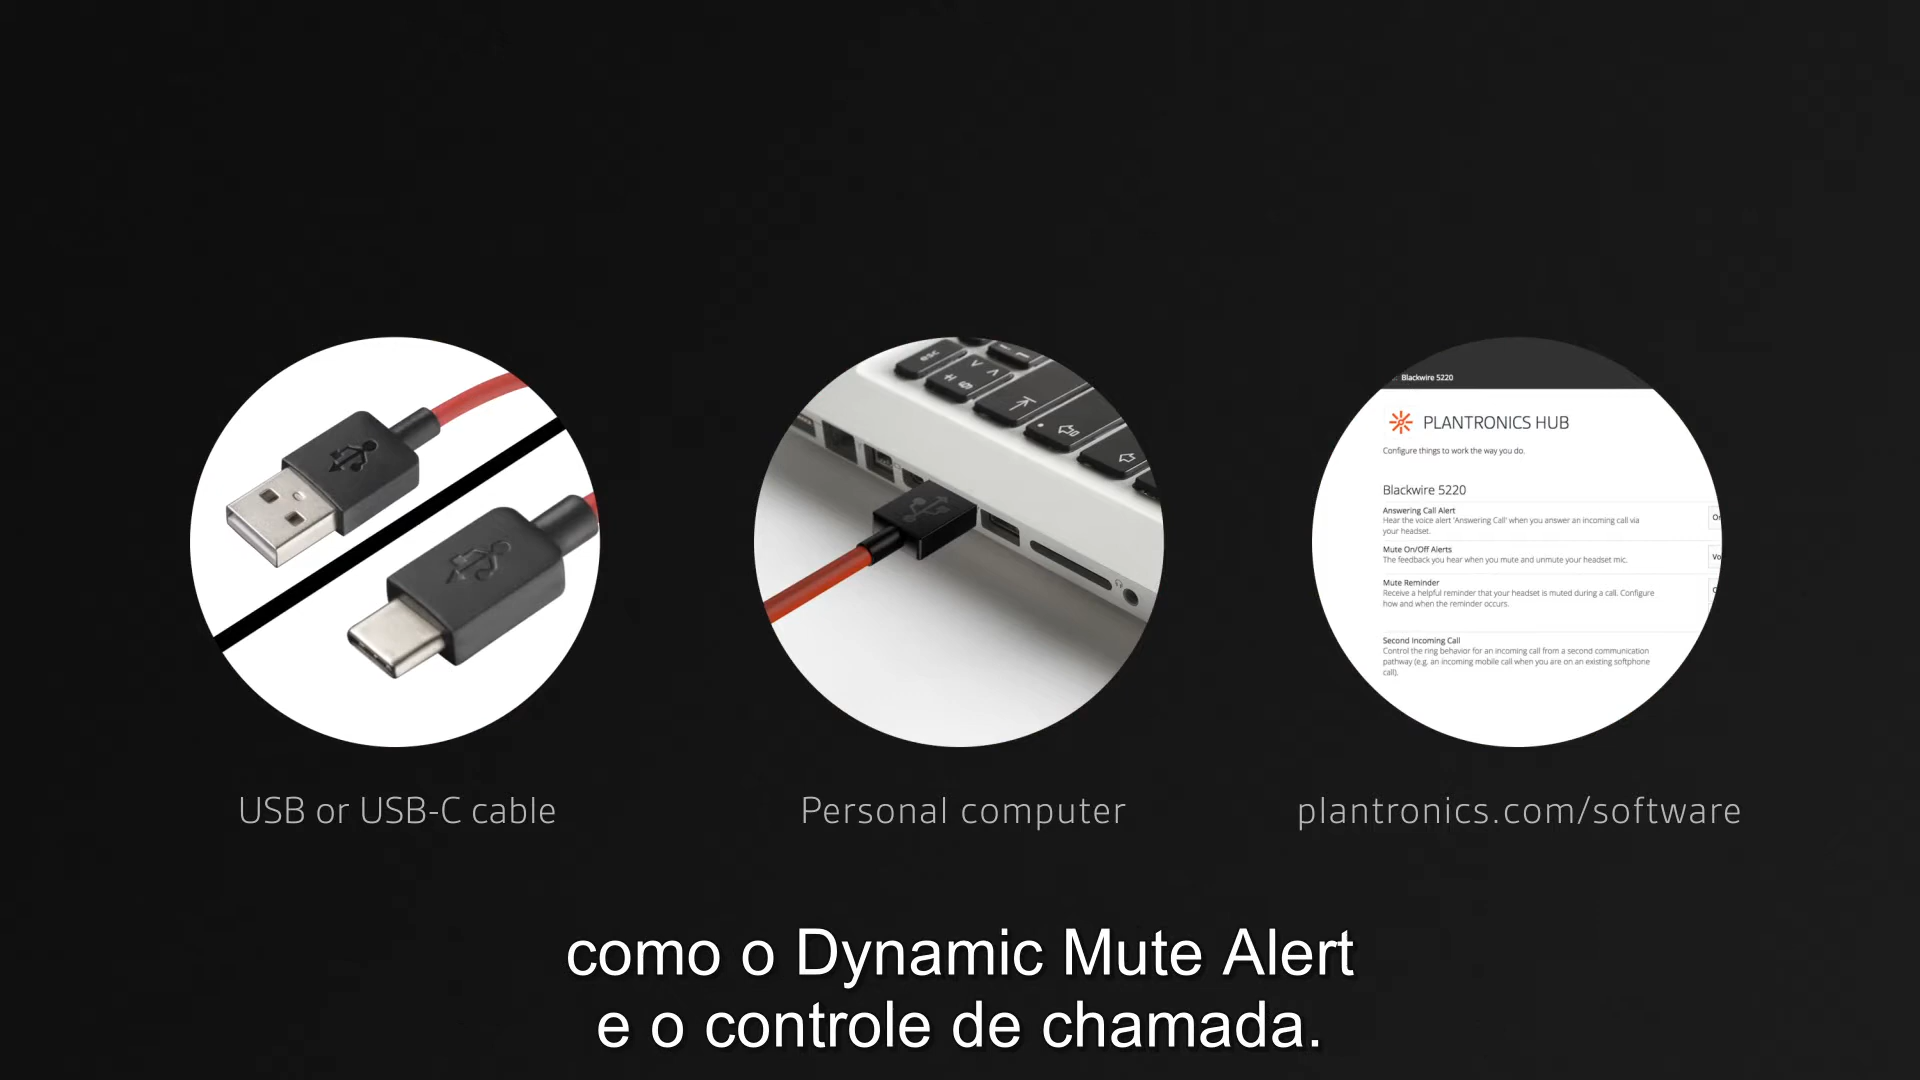 Blackwire 5220
PLANTRONICS HUB
Configure things to work the way you do.
Blackwire 5220
Answering Call Alert
Hear the voice alert 'Answering Call' when you answer an incoming call via
your headset.
Mute On/Off Alerts
The feedback you hear when you mute and unmute your headset mic.
Mute Reminder
Receive a helpful reminder that your headset is muted during a call. Configure
how and when the reminder occurs.
Second Incoming Call
Control the ring behavior for an incoming call from a second communication
pathway (e.g. an incoming mobile call when you are on an existing softphone
call).
esc
USB or USB-C cable
Personal computer
plantronics.com/software
como o Dynamic Mute Alert
e o controle de chamada.